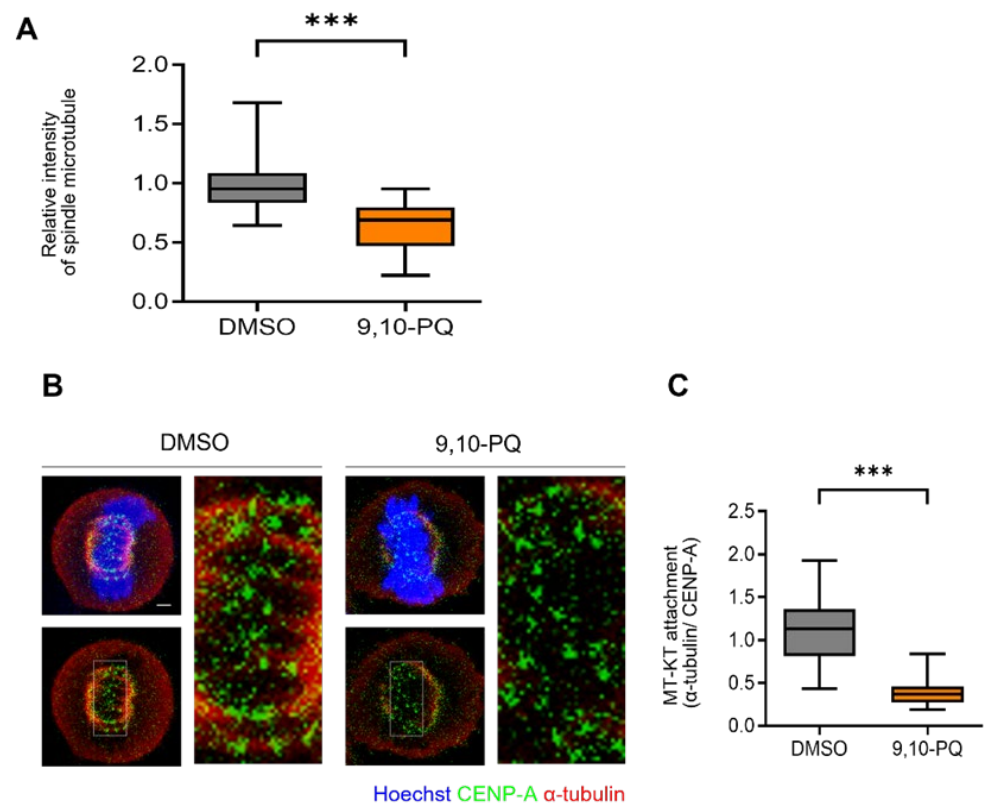 A
***
Relative intensity
of spindle microtubule
2.0
1.5
1.0
0.5
0.0
DMSO
9,10-PQ
B
DMSO
9,10-PQ
Hoechst CENP-A α-tubulin
C
***
MT-KT attachment
(α-tubulin/ CENP-A)
2.5
2.0
1.5
1.0
0.5
0.0
DMSO
9,10-PQ